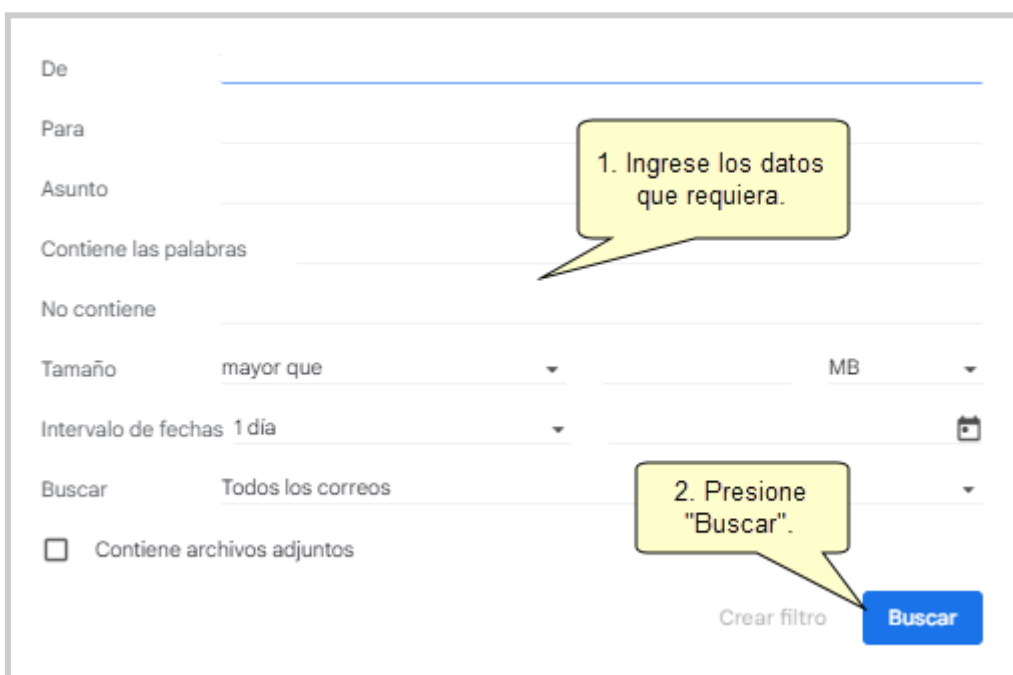 De
Para
1. Ingrese los datos
que requiera.
Asunto
Contiene las palabras
No contiene
Tamaño mayor que MB
Intervalo de fechas 1 día
Buscar Todos los correos
2. Presione
"Buscar".
Contiene archivos adjuntos
Crear filtro Buscar